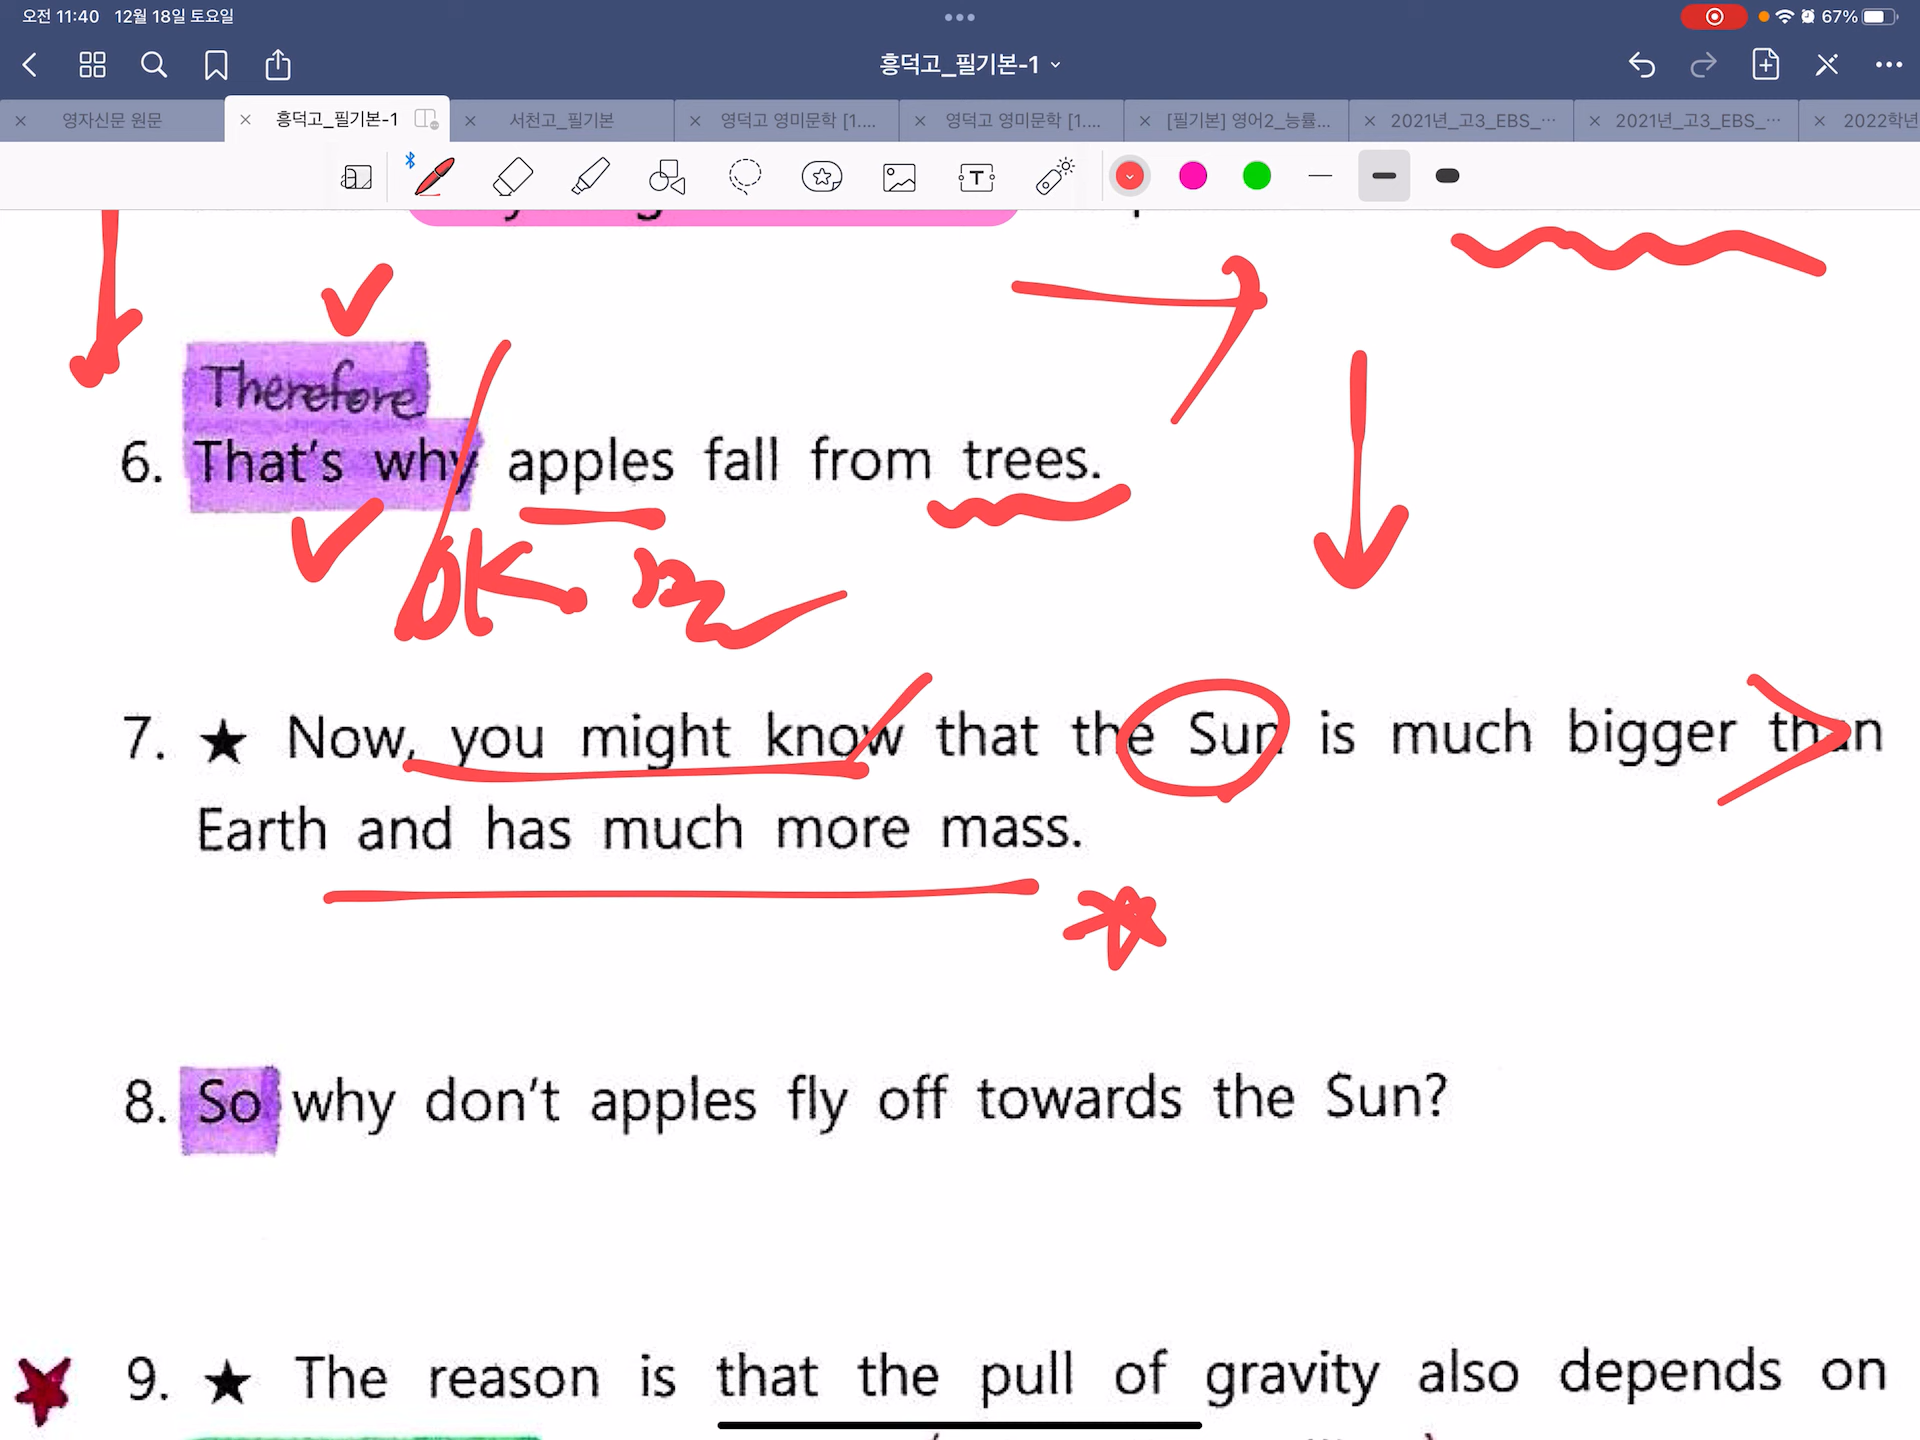 오전 11:40 12월 18일 토요일
67%
흥덕고_필기본-1
영자신문 원문
흥덕고_필기본-1
서천고_필기본
영덕고 영미문학 [1....
영덕고 영미문학 [1....
[필기본] 영어2_능률...
2021년_고3_EBS_...
2021년_고3_EBS_...
2022학년
Therefore
6. That's why apples fall from trees.
OK.
7. ★ Now, you might know that the Sun is much bigger than
Earth and has much more mass.
8. So why don't apples fly off towards the Sun?
9. ★ The reason is that the pull of gravity also depends on